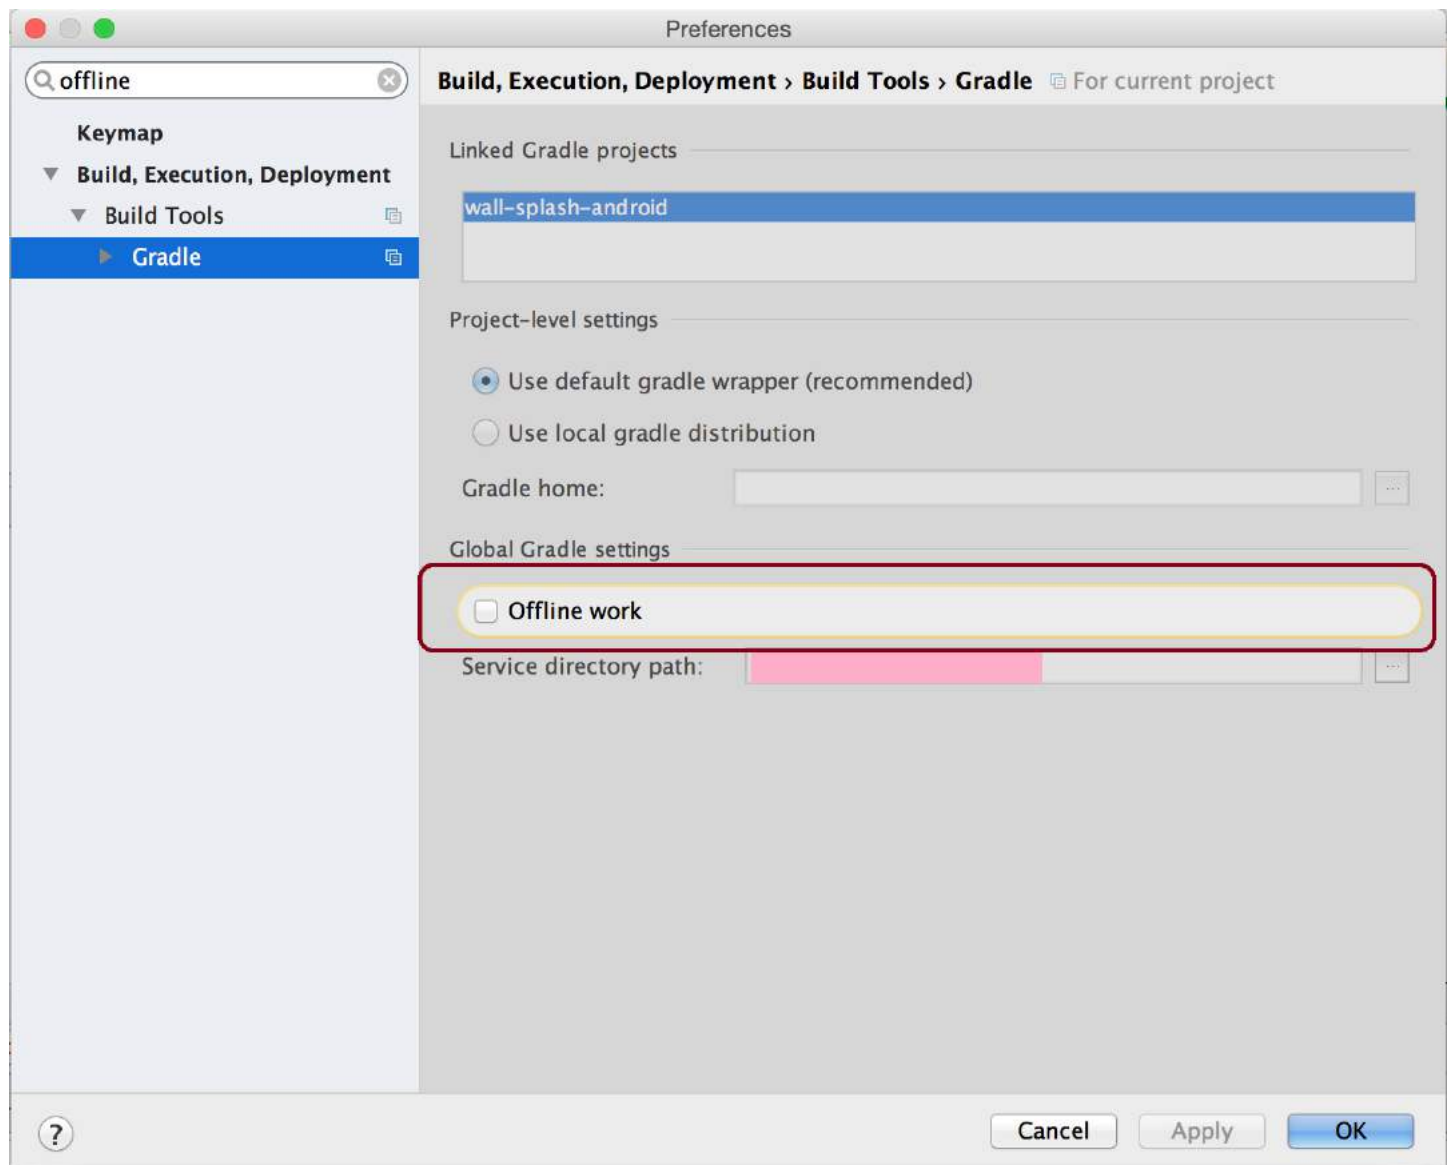 Preferences
offline
Build, Execution, Deployment › Build Tools › Gradle For current project
Keymap
Build, Execution, Deployment
Build Tools
Gradle
Linked Gradle projects
wall-splash-android
Project-level settings
Use default gradle wrapper (recommended)
Use local gradle distribution
Gradle home:
...
Global Gradle settings
Offline work
Service directory path:
...
?
Cancel
Apply
OK